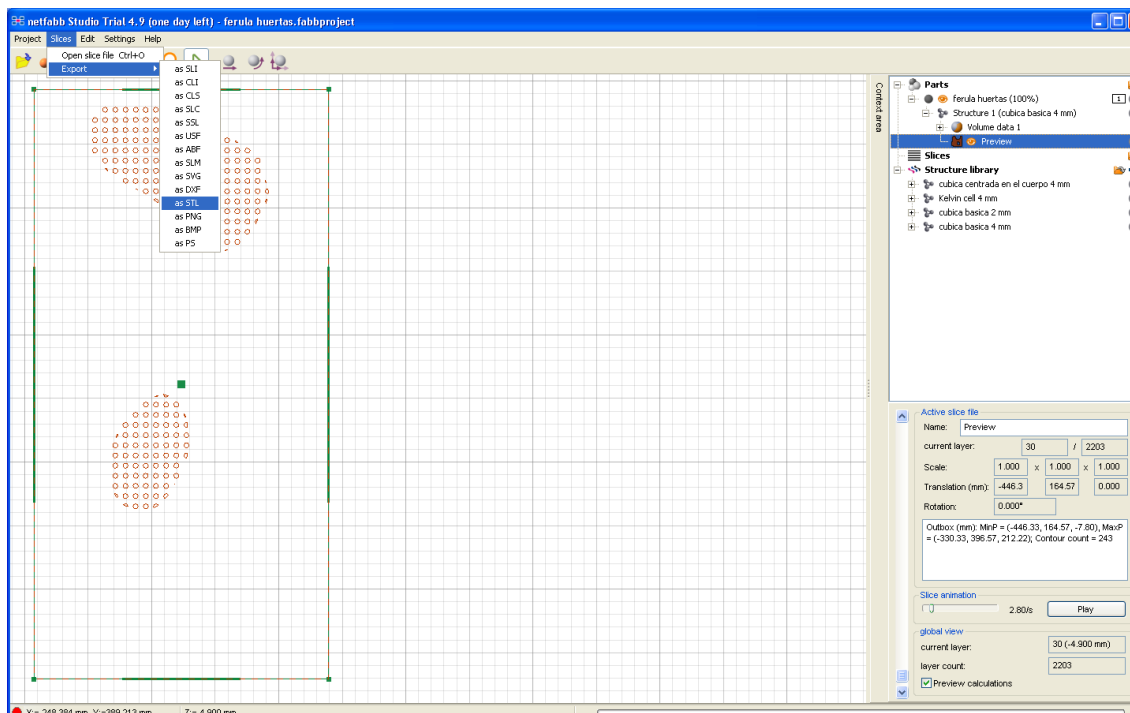 netfabb Studio Trial 4.9 (one day left) - ferula huertas.fabbproject
Project Slices Edit Settings Help
Open slice file Ctrl+O
Export
as SLI
as CLI
as CLS
as SLC
as SSL
as USF
as ABF
as SLM
as SVG
as DXF
as STL
as PNG
as BMP
as PS
Context area
Parts
ferula huertas (100%) 1
Structure 1 (cubica basica 4 mm)
Volume data 1
Preview
Slices
Structure library
cubica centrada en el cuerpo 4 mm
Kelvin cell 4 mm
cubica basica 2 mm
cubica basica 4 mm
Active slice file
Name: Preview
current layer: 30 / 2203
Scale: 1.000 x 1.000 x 1.000
Translation (mm): -446.3 164.57 0.000
Rotation: 0.000°
Outbox (mm): MinP = (-446.33, 164.57, -7.80), MaxP
= (-330.33, 396.57, 212.22); Contour count = 243
Slice animation
2.80/s Play
global view
current layer: 30 (-4.900 mm)
layer count: 2203
Preview calculations